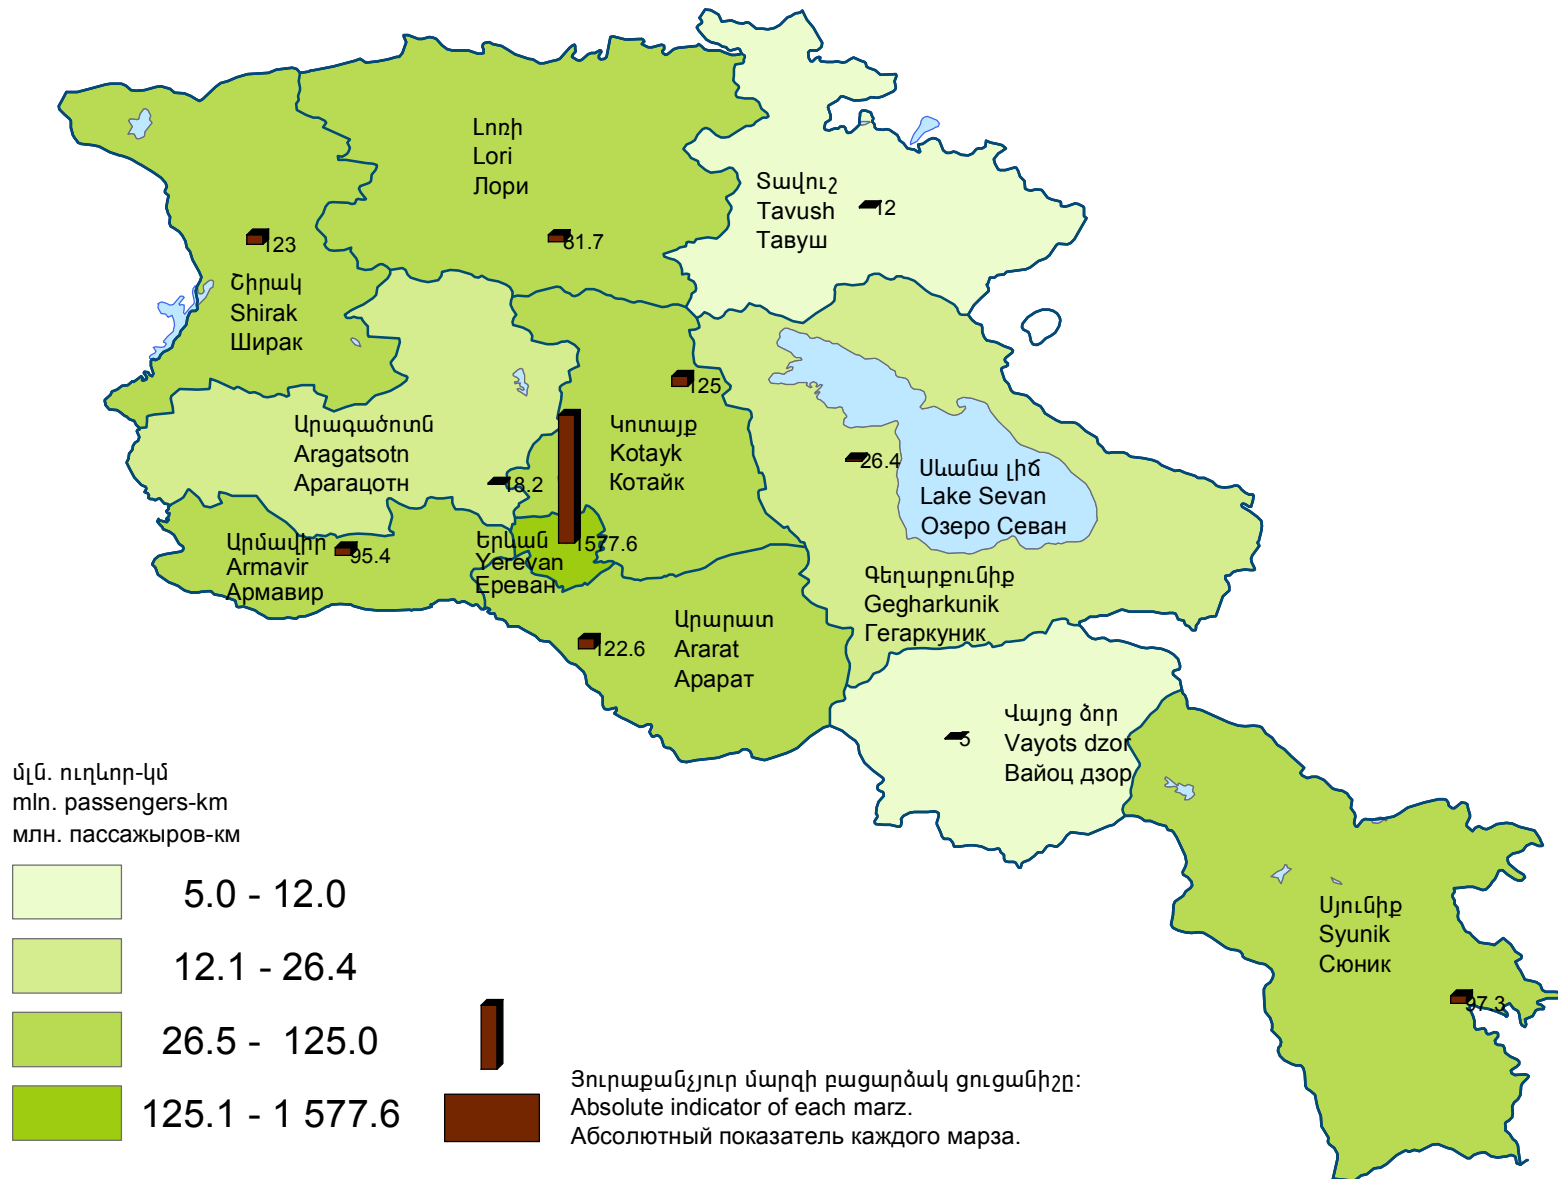 Լոռի
Lori
Лори
81.7
Տավուշ
Tavush
Тавуш
12
123
Շիրակ
Shirak
Ширак
125
Կոտայք
Kotayk
Котайк
Արագածոտն
Aragatsotn
Арагацотн
18.2
26.4
Սևանա լիճ
Lake Sevan
Озеро Севан
Արմավիր
Armavir
Армавир
95.4
Երևան
Yerevan
Ереван
1577.6
Գեղարքունիք
Gegharkunik
Гегаркуник
122.6
Արարատ
Ararat
Арарат
5
Վայոց ձոր
Vayots dzor
Вайоц дзор
Սյունիք
Syunik
Сюник
97.3
մլն. ուղևոր-կմ
mln. passengers-km
млн. пассажыров-км
5.0 - 12.0
12.1 - 26.4
26.5 - 125.0
125.1 - 1 577.6
Յուրաքանչյուր մարզի բացարձակ ցուցանիշը:
Absolute indicator of each marz.
Абсолютный показатель каждого марза.